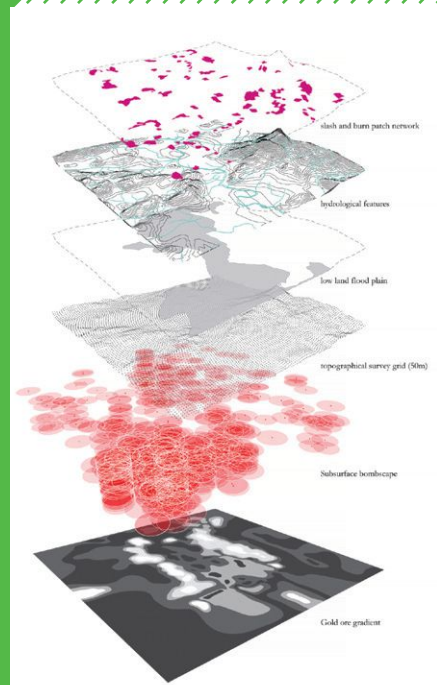 slash and burn patch network
hydrological features
low land flood plain
topographical survey grid (50m)
Subsurface bombscape
Gold ore gradient